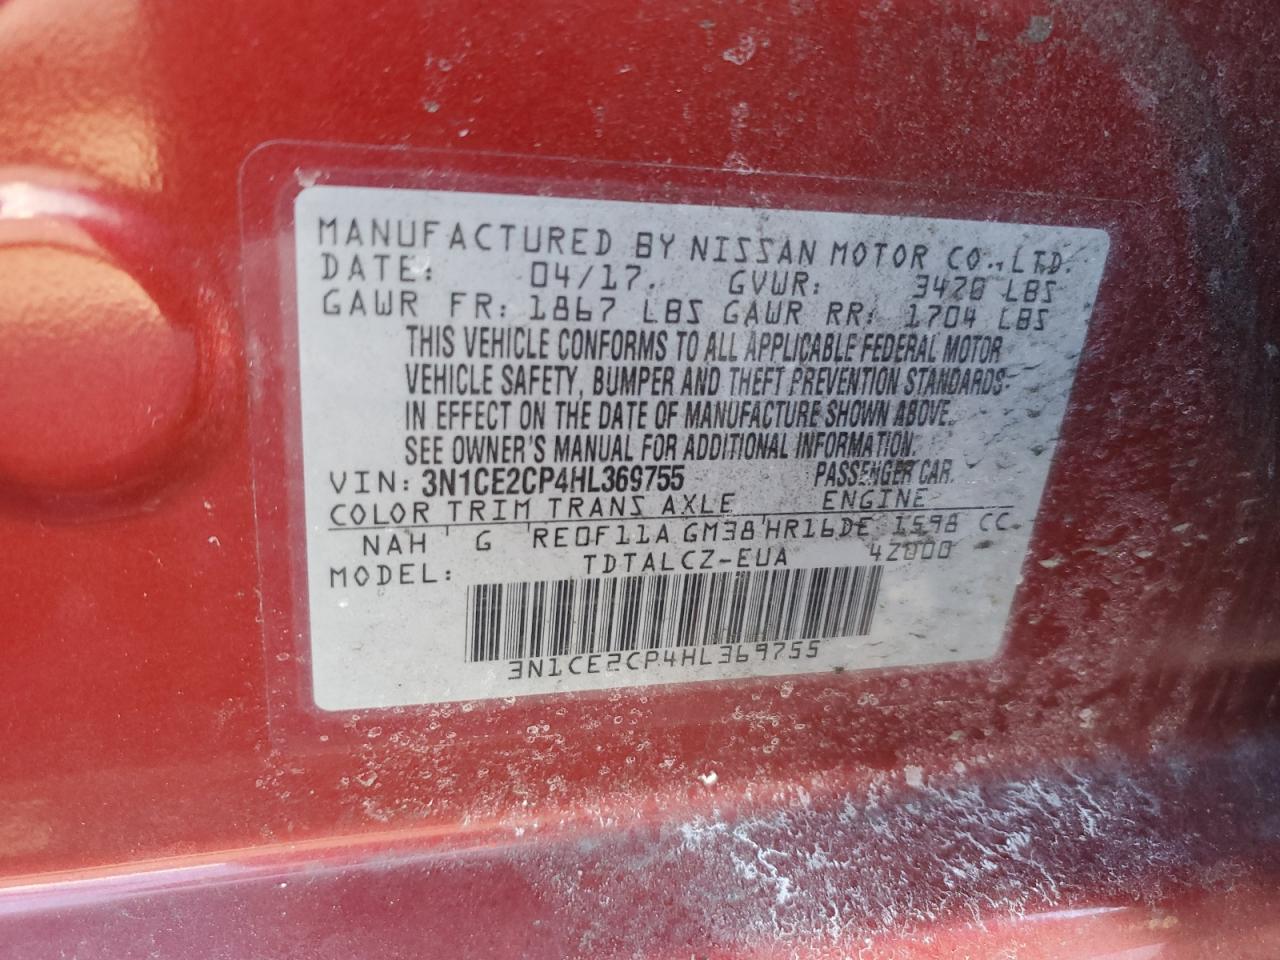 MANUFACTURED BY NISSAN MOTOR CO., LTD.
DATE: 04/17. GVWR: 3470 LBS
GAWR FR: 1867 LBS GAWR RR: 1704 LBS
THIS VEHICLE CONFORMS TO ALL APPLICABLE FEDERAL MOTOR
VEHICLE SAFETY, BUMPER AND THEFT PREVENTION STANDARDS
IN EFFECT ON THE DATE OF MANUFACTURE SHOWN ABOVE.
SEE OWNER'S MANUAL FOR ADDITIONAL INFORMATION.
VIN: 3N1CE2CP4HL369755 PASSENGER CAR.
COLOR TRIM TRANS AXLE ENGINE
NAH G RE0F11A GM38 HR16DE 1598 CC
MODEL: TDTALCZ-EUA 4Z000
3N1CE2CP4HL369755